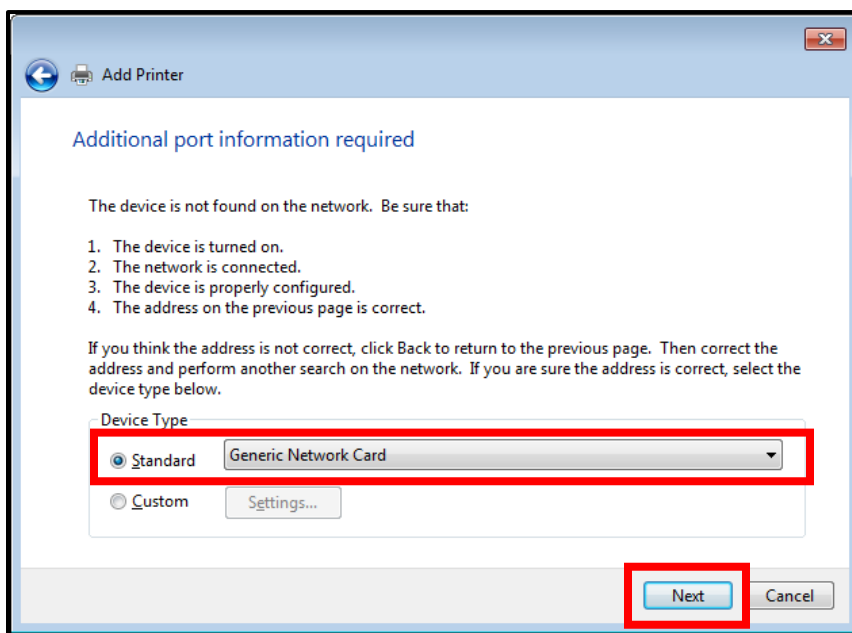 Add Printer
Additional port information required
The device is not found on the network. Be sure that:
1. The device is turned on.
2. The network is connected.
3. The device is properly configured.
4. The address on the previous page is correct.
If you think the address is not correct, click Back to return to the previous page. Then correct the
address and perform another search on the network. If you are sure the address is correct, select the
device type below.
Device Type
Standard Generic Network Card
Custom Settings...
Next Cancel